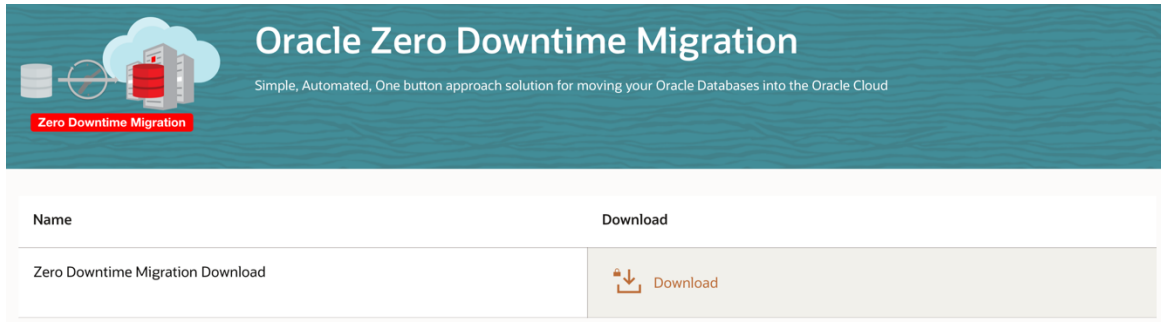 Oracle Zero Downtime Migration
Simple, Automated, One button approach solution for moving your Oracle Databases into the Oracle Cloud
Zero Downtime Migration
Name Download
Zero Downtime Migration Download Download